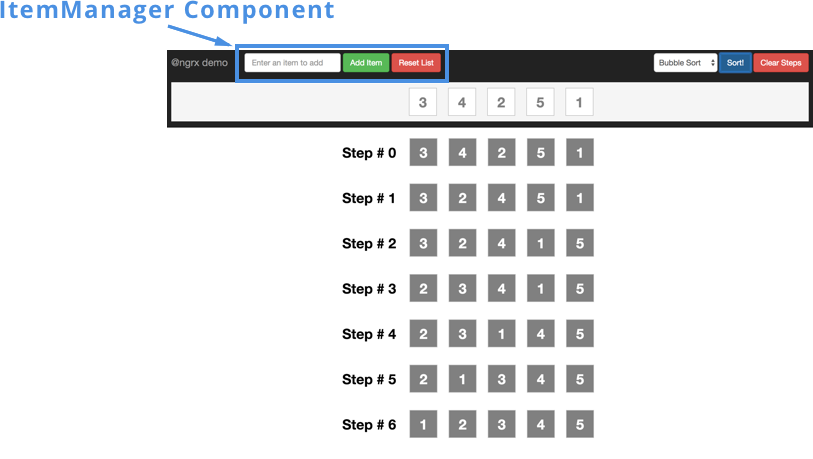 ItemManager Component
@ngrx demo Enter an item to add Add Item Reset List Bubble Sort Sort! Clear Steps
3 4 2 5 1
Step # 0 3 4 2 5 1
Step # 1 3 2 4 5 1
Step # 2 3 2 4 1 5
Step # 3 2 3 4 1 5
Step # 4 2 3 1 4 5
Step # 5 2 1 3 4 5
Step # 6 1 2 3 4 5